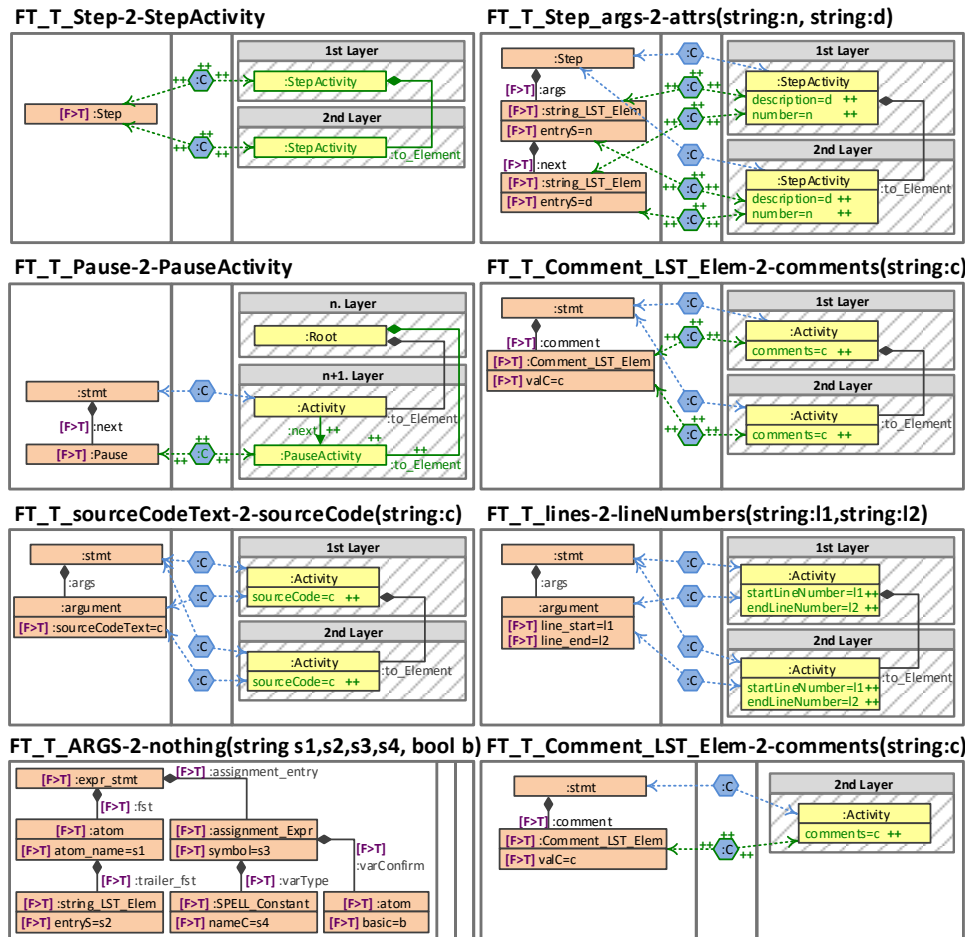 FT_T_Step-2-StepActivity
1st Layer
++
:C
++
++
:StepActivity
[F>T] :Step
2nd Layer
++
:C
++
++
:StepActivity
:to_Element
FT_T_Step_args-2-attrs(string:n, string:d)
:Step
:C
1st Layer
[F>T] :args
++
++
:C
++
:StepActivity
description=d ++
number=n ++
[F>T] :string_LST_Elem
[F>T] entryS=n
++
:C
++
++
[F>T] :next
:C
2nd Layer
[F>T] :string_LST_Elem
[F>T] entryS=d
++
++
:C
++
:StepActivity
:to_Element
description=d ++
number=n ++
++
:C
++
++
FT_T_Pause-2-PauseActivity
n. Layer
:Root
n+1. Layer
:stmt
:C
:Activity
[F>T] :next
:next ++
:to_Element
[F>T] :Pause
++
++
:C
++
++
:PauseActivity
++
:to_Element
FT_T_Comment_LST_Elem-2-comments(string:c)
:stmt
:C
1st Layer
[F>T] :comment
++
++
:C
++
:Activity
comments=c ++
[F>T] :Comment_LST_Elem
[F>T] valC=c
:C
2nd Layer
:Activity
:to_Element
++
++
:C
++
comments=c ++
FT_T_sourceCodeText-2-sourceCode(string:c)
:stmt
:C
1st Layer
:args
:Activity
:argument
:C
sourceCode=c ++
[F>T] :sourceCodeText=c
:C
2nd Layer
:Activity
:to_Element
:C
sourceCode=c ++
FT_T_lines-2-lineNumbers(string:l1,string:l2)
:stmt
:C
1st Layer
:args
:Activity
:argument
:C
startLineNumber=l1 ++
endLineNumber=l2 ++
[F>T] line_start=l1
[F>T] line_end=l2
:C
2nd Layer
:Activity
:to_Element
:C
startLineNumber=l1 ++
endLineNumber=l2 ++
FT_T_ARGS-2-nothing(string s1,s2,s3,s4, bool b)
[F>T] :expr_stmt
[F>T] :assignment_entry
[F>T] :fst
[F>T] :atom
[F>T] atom_name=s1
[F>T] :assignment_Expr
[F>T] symbol=s3
[F>T]
:varConfirm
[F>T] :trailer_fst
[F>T] :varType
[F>T] :string_LST_Elem
[F>T] entryS=s2
[F>T] :SPELL_Constant
[F>T] nameC=s4
[F>T] :atom
[F>T] basic=b
FT_T_Comment_LST_Elem-2-comments(string:c)
:stmt
:C
2nd Layer
[F>T] :comment
:Activity
[F>T] :Comment_LST_Elem
[F>T] valC=c
++
++
:C
++
comments=c ++